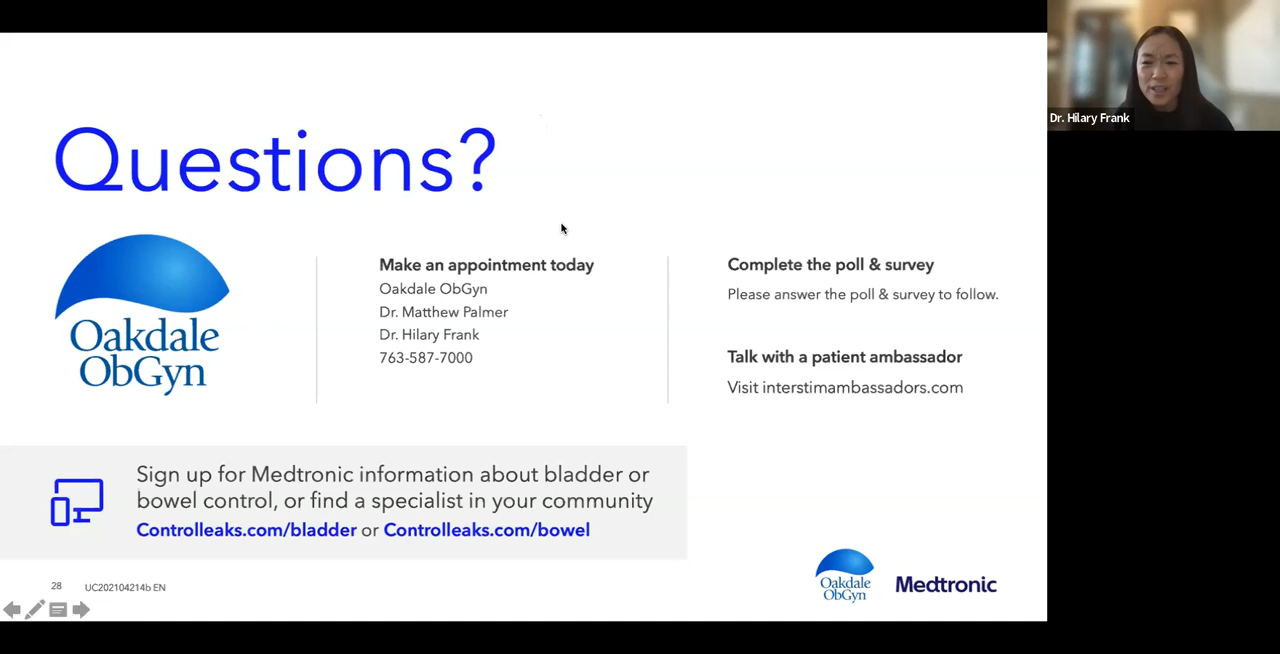 Questions?
Oakdale
ObGyn
Make an appointment today
Oakdale ObGyn
Dr. Matthew Palmer
Dr. Hilary Frank
763-587-7000
Complete the poll & survey
Please answer the poll & survey to follow.
Talk with a patient ambassador
Visit interstimambassadors.com
Sign up for Medtronic information about bladder or
bowel control, or find a specialist in your community
Controlleaks.com/bladder or Controlleaks.com/bowel
28 UC202104214b EN
Oakdale
ObGyn
Medtronic
Dr. Hilary Frank